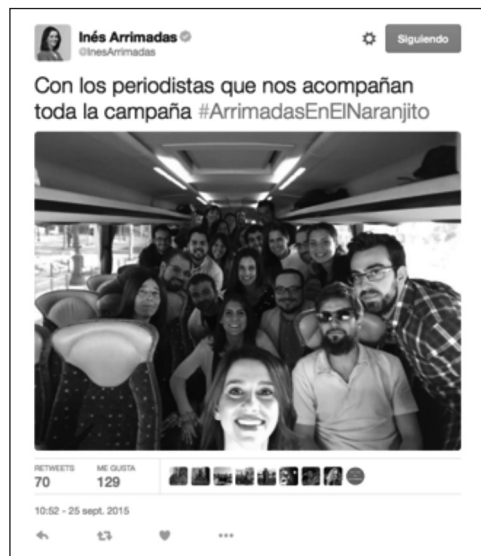 Inés Arrimadas
@InesArrimadas
Siguiendo
Con los periodistas que nos acompañan
toda la campaña #ArrimadasEnElNaranjito
RETWEETS
70
ME GUSTA
129
10:52 - 25 sept. 2015